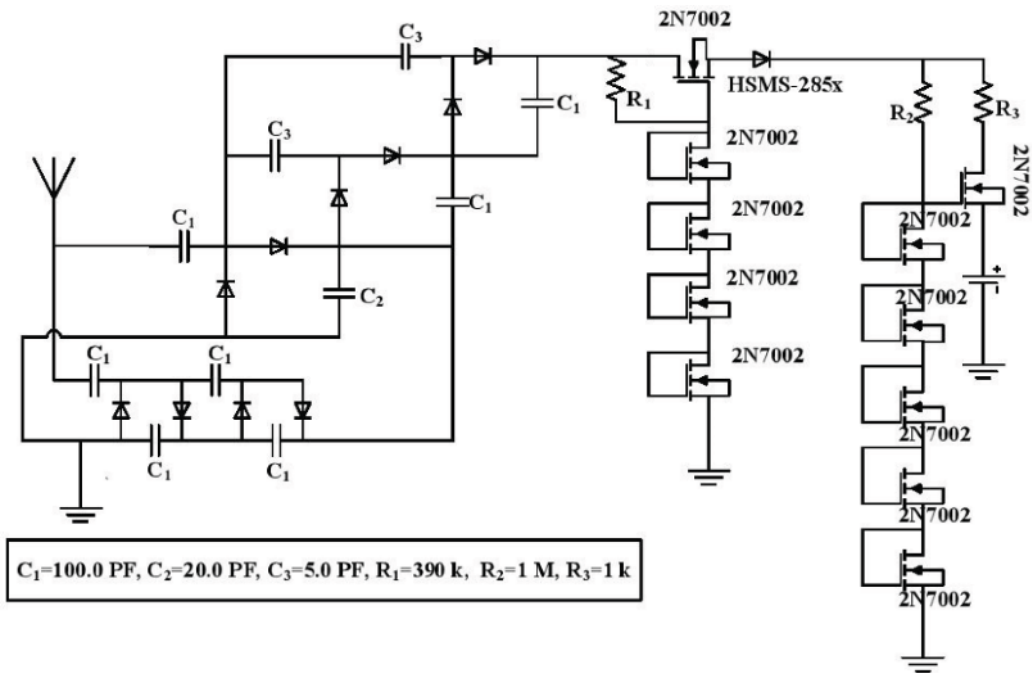 2N7002
C3
HSMS-285x
R1
C1
R2
R3
C3
2N7002
2N7002
C1
C1
2N7002
2N7002
2N7002
C2
2N7002
C1
C1
2N7002
2N7002
C1
C1
2N7002
2N7002
C1=100.0 PF, C2=20.0 PF, C3=5.0 PF, R1=390 k, R2=1 M, R3=1 k
+
-